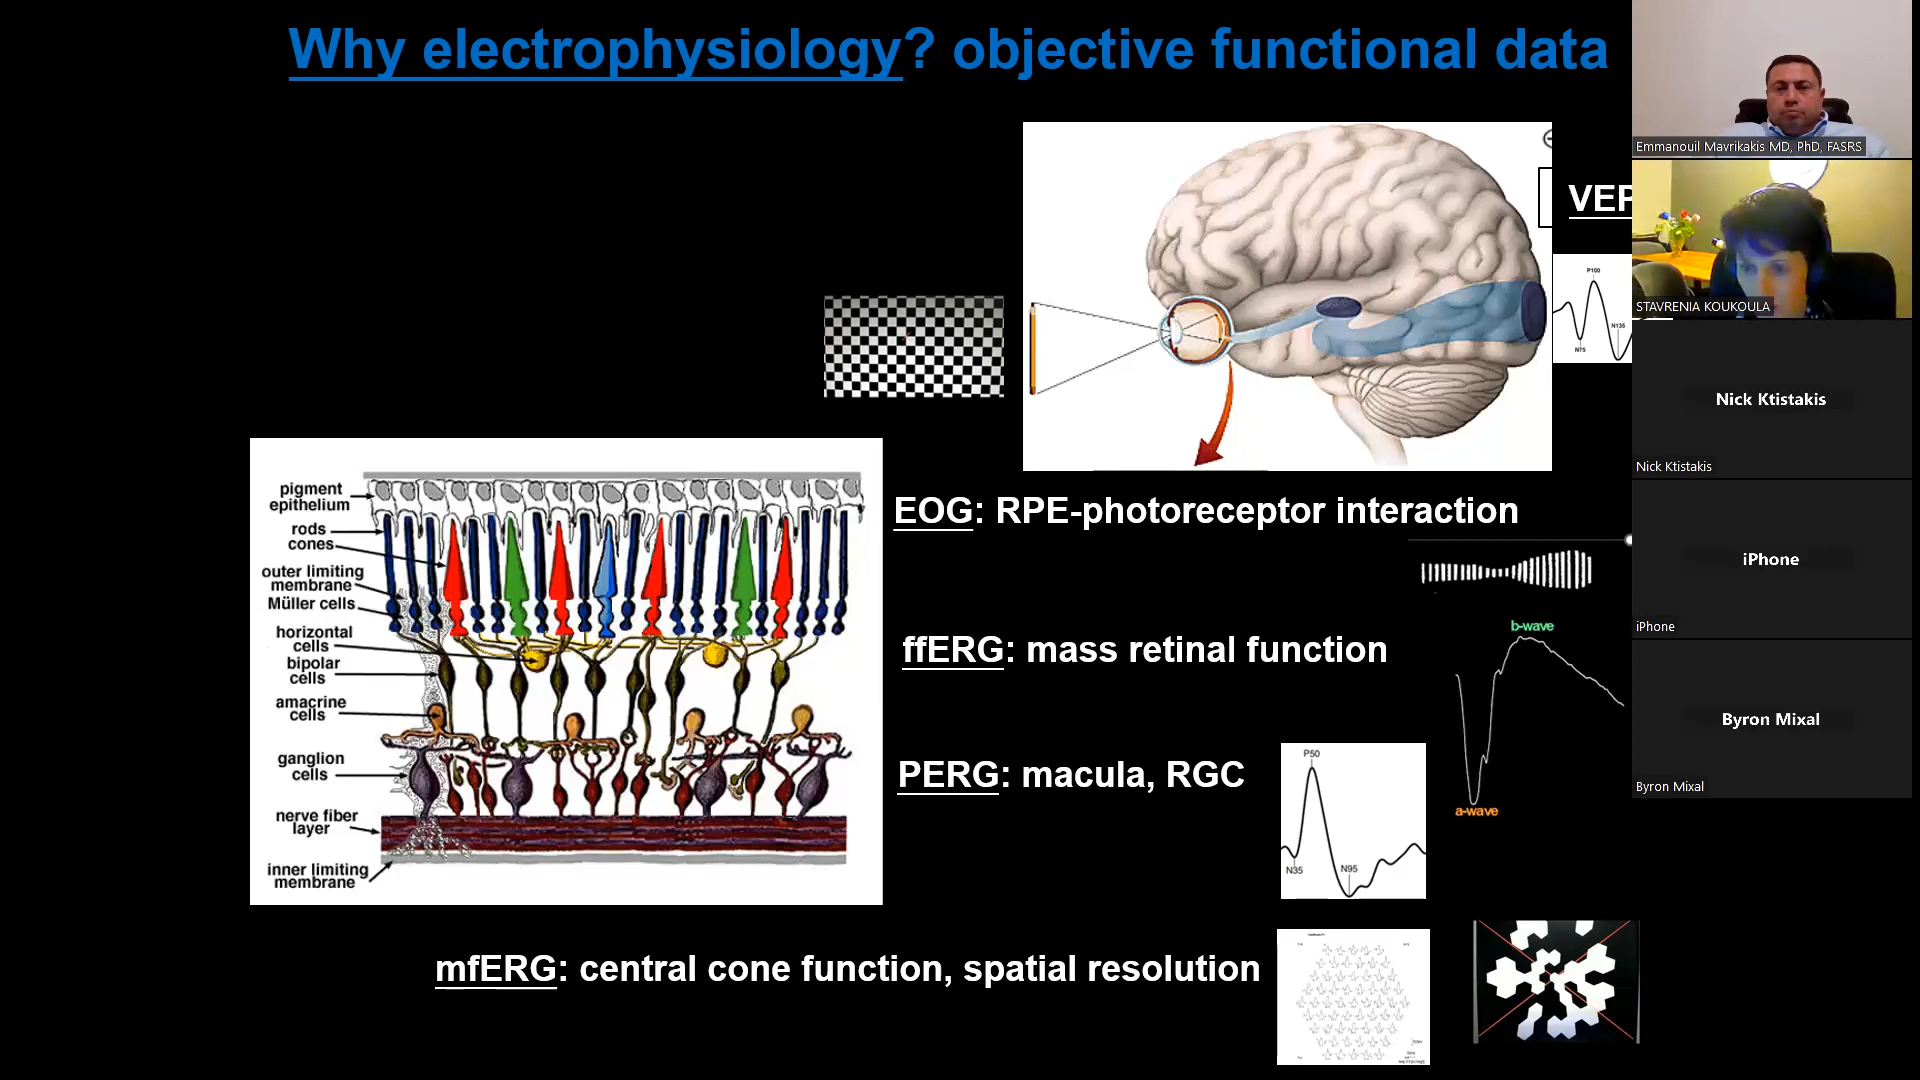 Why electrophysiology? objective functional data
VEP
P100
N75
N135
pigment
epithelium
rods
cones
outer limiting
membrane
Müller cells
horizontal
cells
bipolar
cells
amacrine
cells
ganglion
cells
nerve fiber
layer
inner limiting
membrane
EOG: RPE-photoreceptor interaction
ffERG: mass retinal function
b-wave
a-wave
PERG: macula, RGC
P50
N35
N95
mfERG: central cone function, spatial resolution
Emmanouil Mavrikakis MD, PhD, FASRS
STAVRENIA KOUKOULA
Nick Ktistakis
Nick Ktistakis
iPhone
iPhone
Byron Mixal
Byron Mixal